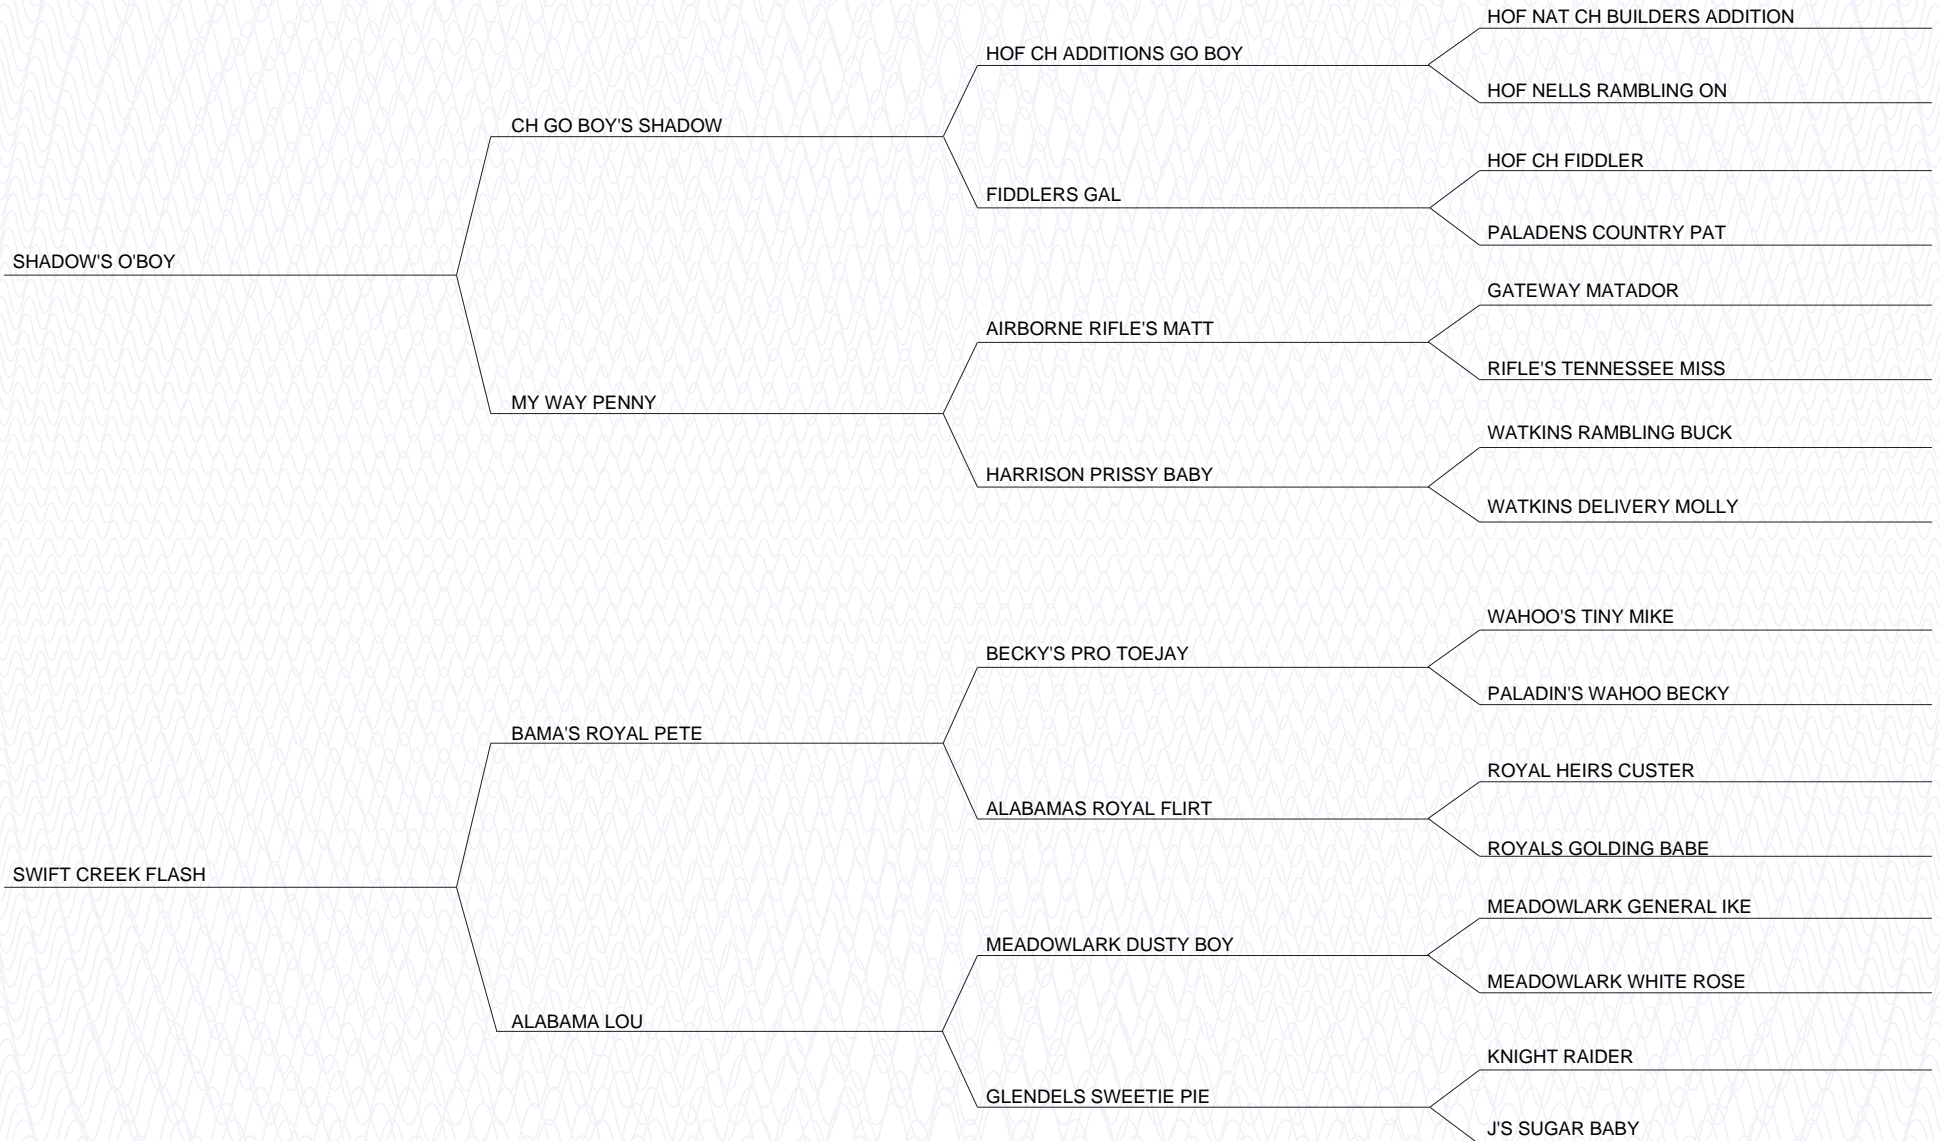 HOF NAT CH BUILDERS ADDITION
HOF CH ADDITIONS GO BOY
HOF NELLS RAMBLING ON
CH GO BOY'S SHADOW
HOF CH FIDDLER
FIDDLERS GAL
PALADENS COUNTRY PAT
SHADOW'S O'BOY
GATEWAY MATADOR
AIRBORNE RIFLE'S MATT
RIFLE'S TENNESSEE MISS
MY WAY PENNY
WATKINS RAMBLING BUCK
HARRISON PRISSY BABY
WATKINS DELIVERY MOLLY
WAHOO'S TINY MIKE
BECKY'S PRO TOEJAY
PALADIN'S WAHOO BECKY
BAMA'S ROYAL PETE
ROYAL HEIRS CUSTER
ALABAMAS ROYAL FLIRT
ROYALS GOLDING BABE
SWIFT CREEK FLASH
MEADOWLARK GENERAL IKE
MEADOWLARK DUSTY BOY
MEADOWLARK WHITE ROSE
ALABAMA LOU
KNIGHT RAIDER
GLENDELS SWEETIE PIE
J'S SUGAR BABY